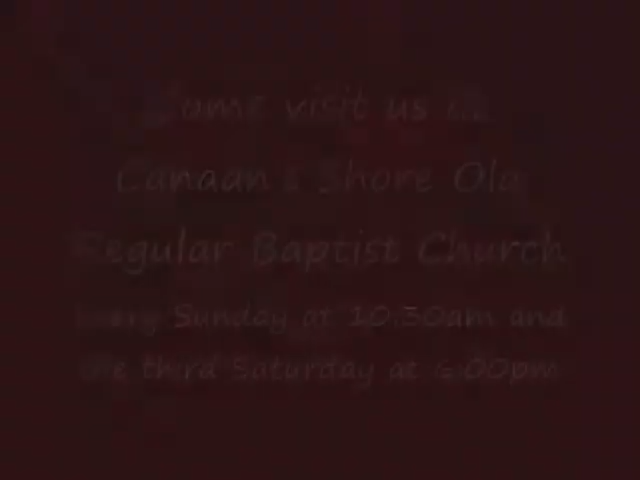 Come visit us @
Canaan's Shore Old
Regular Baptist Church
every Sunday at 10:30am and
the third Saturday at 6:00pm